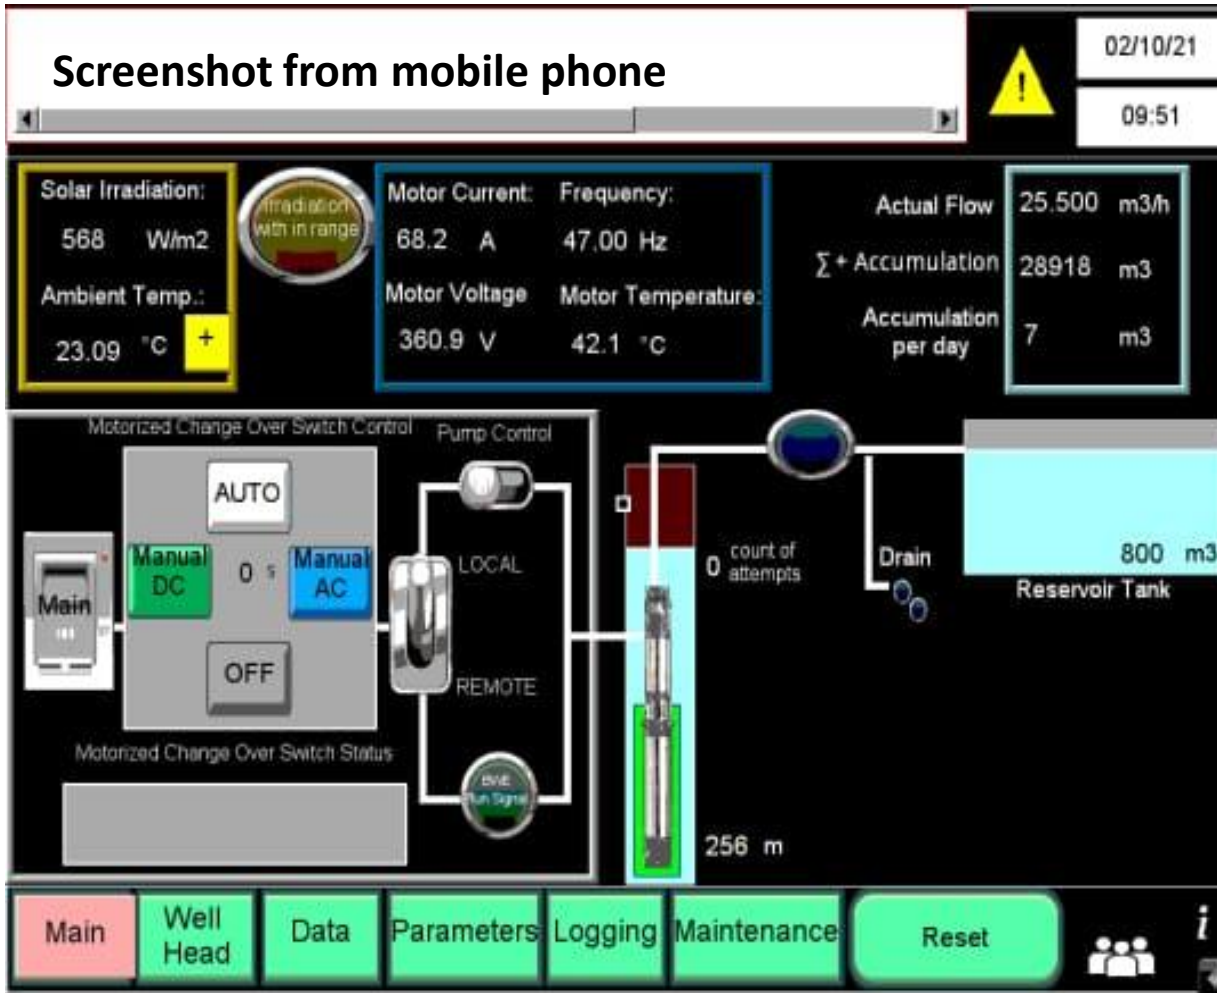 Screenshot from mobile phone
02/10/21
09:51
Solar Irradiation:
568 W/m2
Ambient Temp.:
23.09 °C
+
Irradiation
with in range
Motor Current: Frequency:
68.2 A 47.00 Hz
Motor Voltage Motor Temperature:
360.9 V 42.1 °C
Actual Flow 25.500 m3/h
∑+ Accumulation 28918 m3
Accumulation
per day 7 m3
Motorized Change Over Switch Control
Pump Control
AUTO
Manual
DC
0 s
Manual
AC
OFF
Main
LOCAL
REMOTE
Motorized Change Over Switch Status
Run Signal
0 count of
attempts
Drain
800 m3
Reservoir Tank
256 m
Main
Well
Head
Data
Parameters
Logging
Maintenance
Reset
i